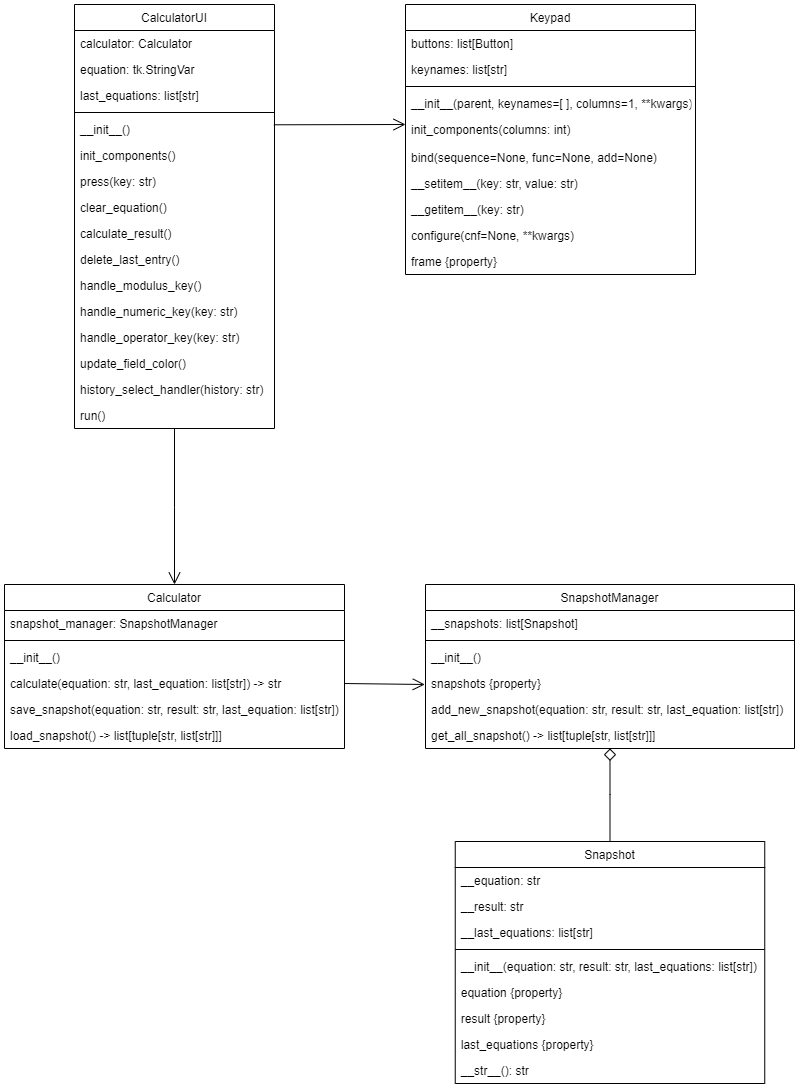 CalculatorUI
calculator: Calculator
equation: tk.StringVar
last_equations: list[str]
__init__()
init_components()
press(key: str)
clear_equation()
calculate_result()
delete_last_entry()
handle_modulus_key()
handle_numeric_key(key: str)
handle_operator_key(key: str)
update_field_color()
history_select_handler(history: str)
run()
Keypad
buttons: list[Button]
keynames: list[str]
__init__(parent, keynames=[ ], columns=1, **kwargs)
init_components(columns: int)
bind(sequence=None, func=None, add=None)
__setitem__(key: str, value: str)
__getitem__(key: str)
configure(cnf=None, **kwargs)
frame {property}
Calculator
snapshot_manager: SnapshotManager
__init__()
calculate(equation: str, last_equation: list[str]) -> str
save_snapshot(equation: str, result: str, last_equation: list[str])
load_snapshot() -> list[tuple[str, list[str]]]
SnapshotManager
__snapshots: list[Snapshot]
__init__()
snapshots {property}
add_new_snapshot(equation: str, result: str, last_equation: list[str])
get_all_snapshot() -> list[tuple[str, list[str]]]
Snapshot
__equation: str
__result: str
__last_equations: list[str]
__init__(equation: str, result: str, last_equations: list[str])
equation {property}
result {property}
last_equations {property}
__str__(): str